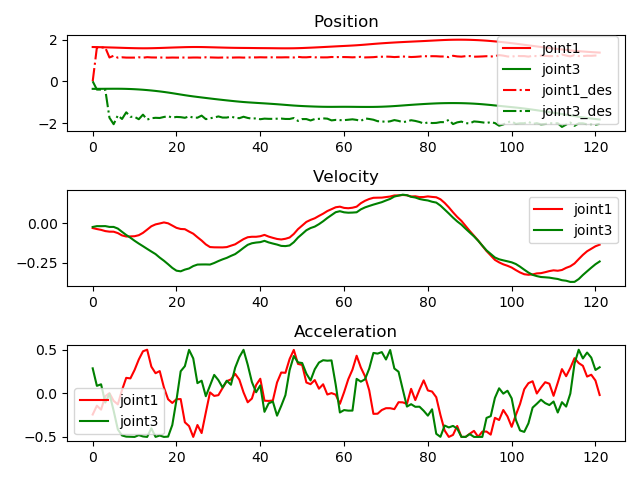 Position
2
0
−2
joint1
joint3
joint1_des
joint3_des
0 20 40 60 80 100 120
Velocity
0.00
−0.25
joint1
joint3
0 20 40 60 80 100 120
Acceleration
0.5
0.0
−0.5
joint1
joint3
0 20 40 60 80 100 120